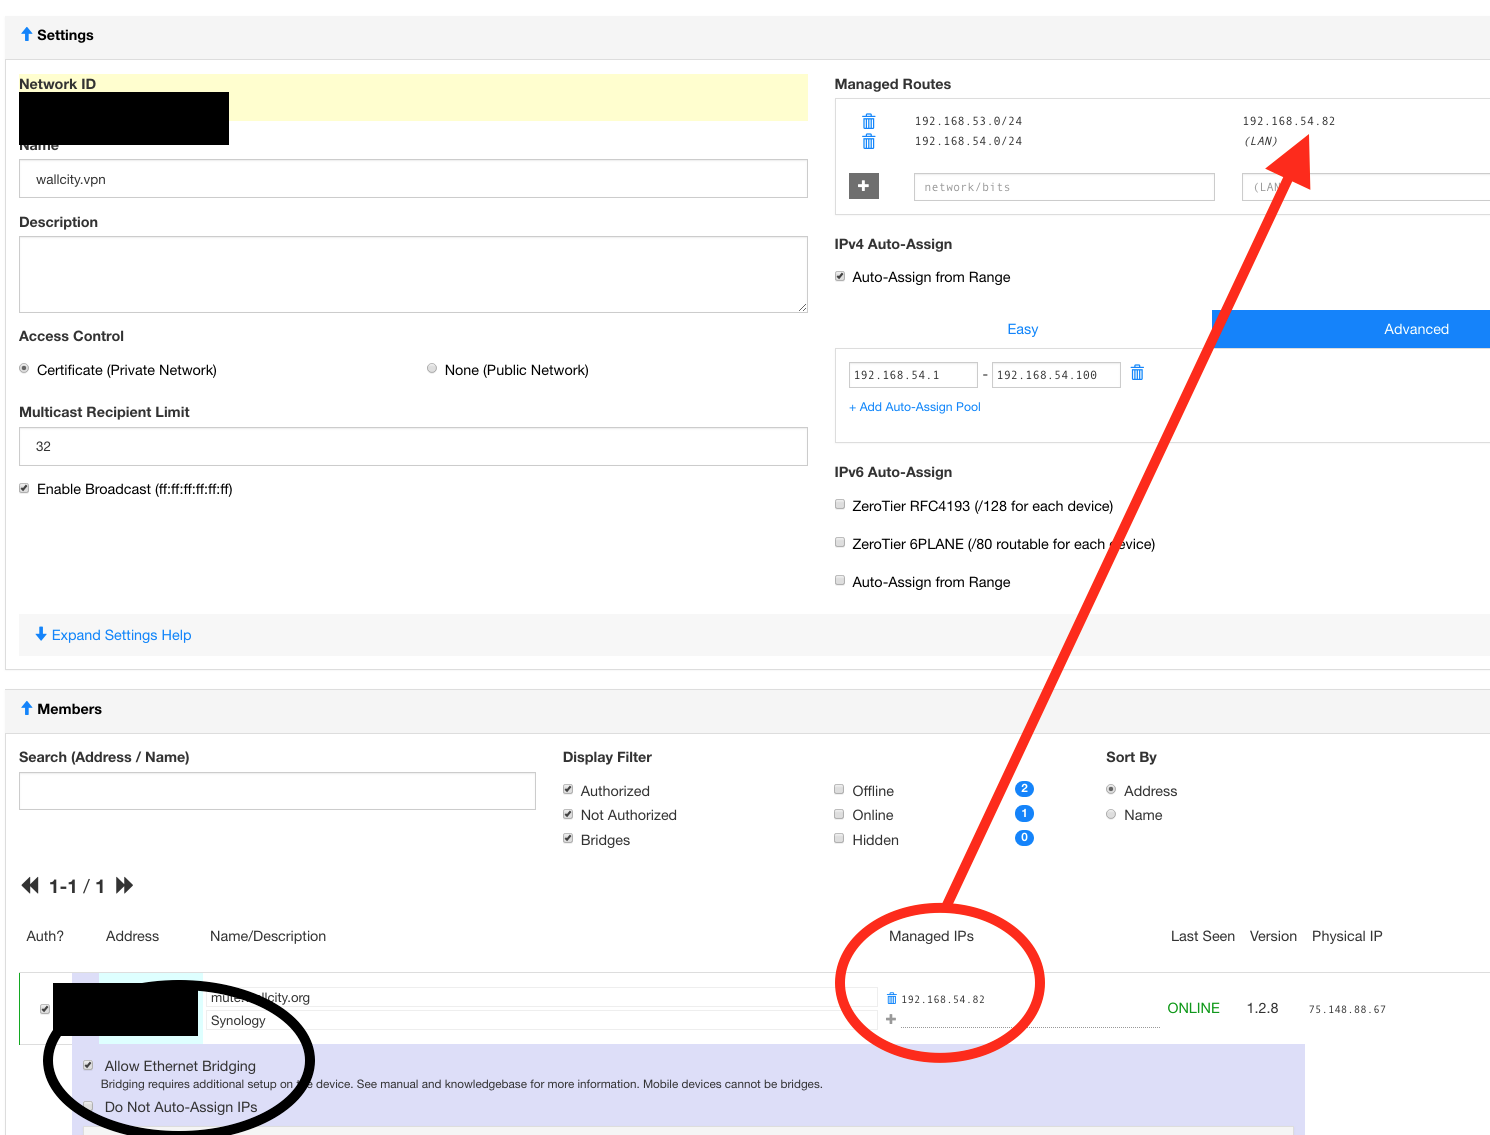 Settings
Network ID
Name
wallcity.vpn
Description
Access Control
Certificate (Private Network)
None (Public Network)
Multicast Recipient Limit
32
Enable Broadcast (ff:ff:ff:ff:ff:ff)
Managed Routes
192.168.53.0/24 192.168.54.82
192.168.54.0/24 (LAN)
+ network/bits (LAN
IPv4 Auto-Assign
Auto-Assign from Range
Easy Advanced
192.168.54.1 - 192.168.54.100
+ Add Auto-Assign Pool
IPv6 Auto-Assign
ZeroTier RFC4193 (/128 for each device)
ZeroTier 6PLANE (/80 routable for each device)
Auto-Assign from Range
Expand Settings Help
Members
Search (Address / Name)
Display Filter
Authorized
Not Authorized
Bridges
Offline 2
Online 1
Hidden 0
Sort By
Address
Name
1-1 / 1
Auth? Address Name/Description Managed IPs Last Seen Version Physical IP
wallcity.org
Synology
192.168.54.82
+
ONLINE 1.2.8 75.148.88.67
Allow Ethernet Bridging
Bridging requires additional setup on the device. See manual and knowledgebase for more information. Mobile devices cannot be bridges.
Do Not Auto-Assign IPs